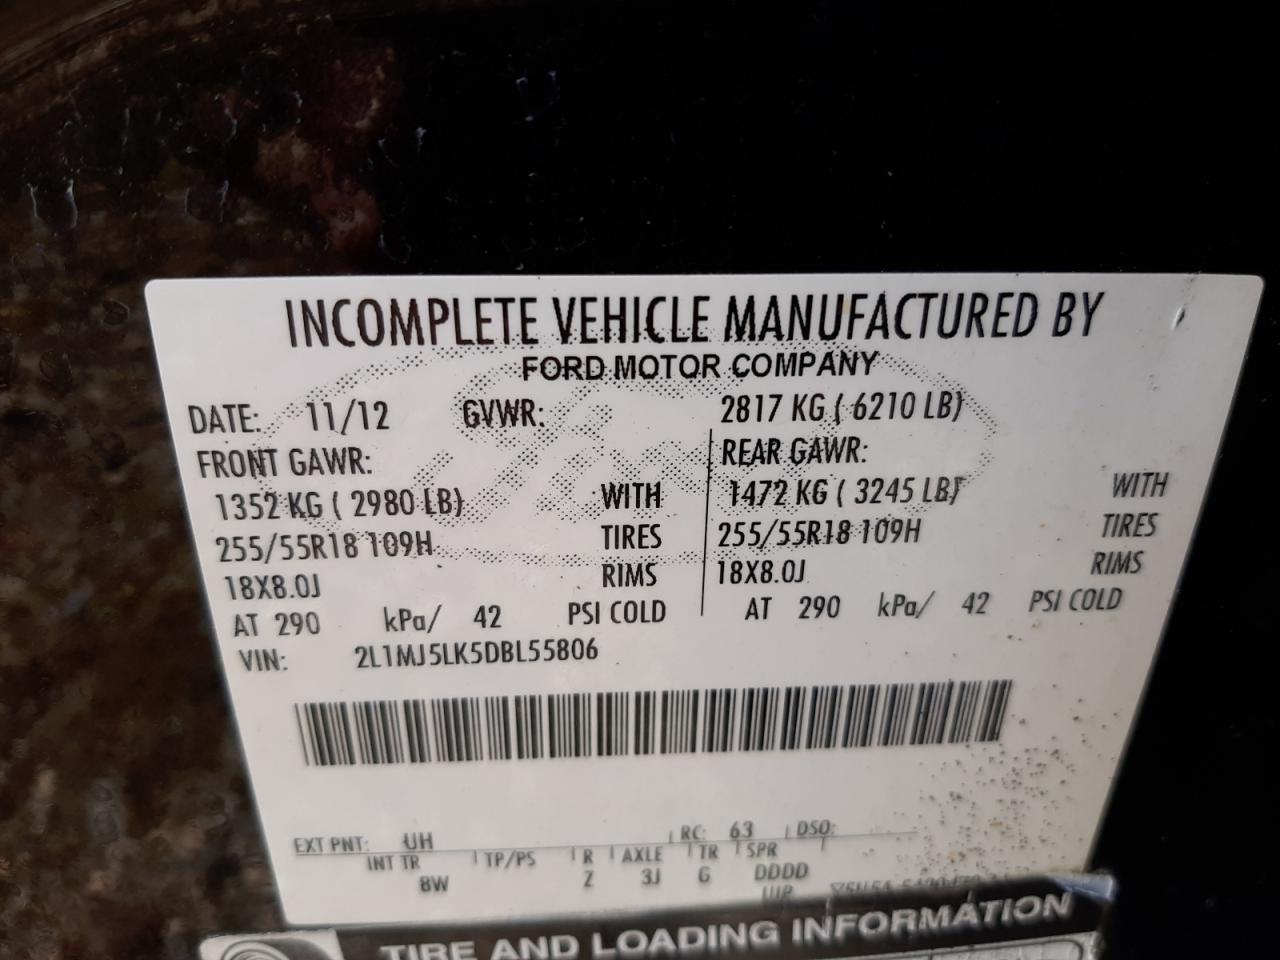 INCOMPLETE VEHICLE MANUFACTURED BY
FORD MOTOR COMPANY
DATE: 11/12 GVWR: 2817 KG ( 6210 LB)
FRONT GAWR: REAR GAWR:
1352 KG ( 2980 LB) WITH 1472 KG ( 3245 LB) WITH
255/55R18 109H TIRES 255/55R18 109H TIRES
18X8.0J RIMS 18X8.0J RIMS
AT 290 kPa/ 42 PSI COLD AT 290 kPa/ 42 PSI COLD
VIN: 2L1MJ5LK5DBL55806
EXT PNT: UH RC: 63 DSO:
INT TR TP/PS R AXLE TR SPR
8W Z 3J G DDDD
TIRE AND LOADING INFORMATION